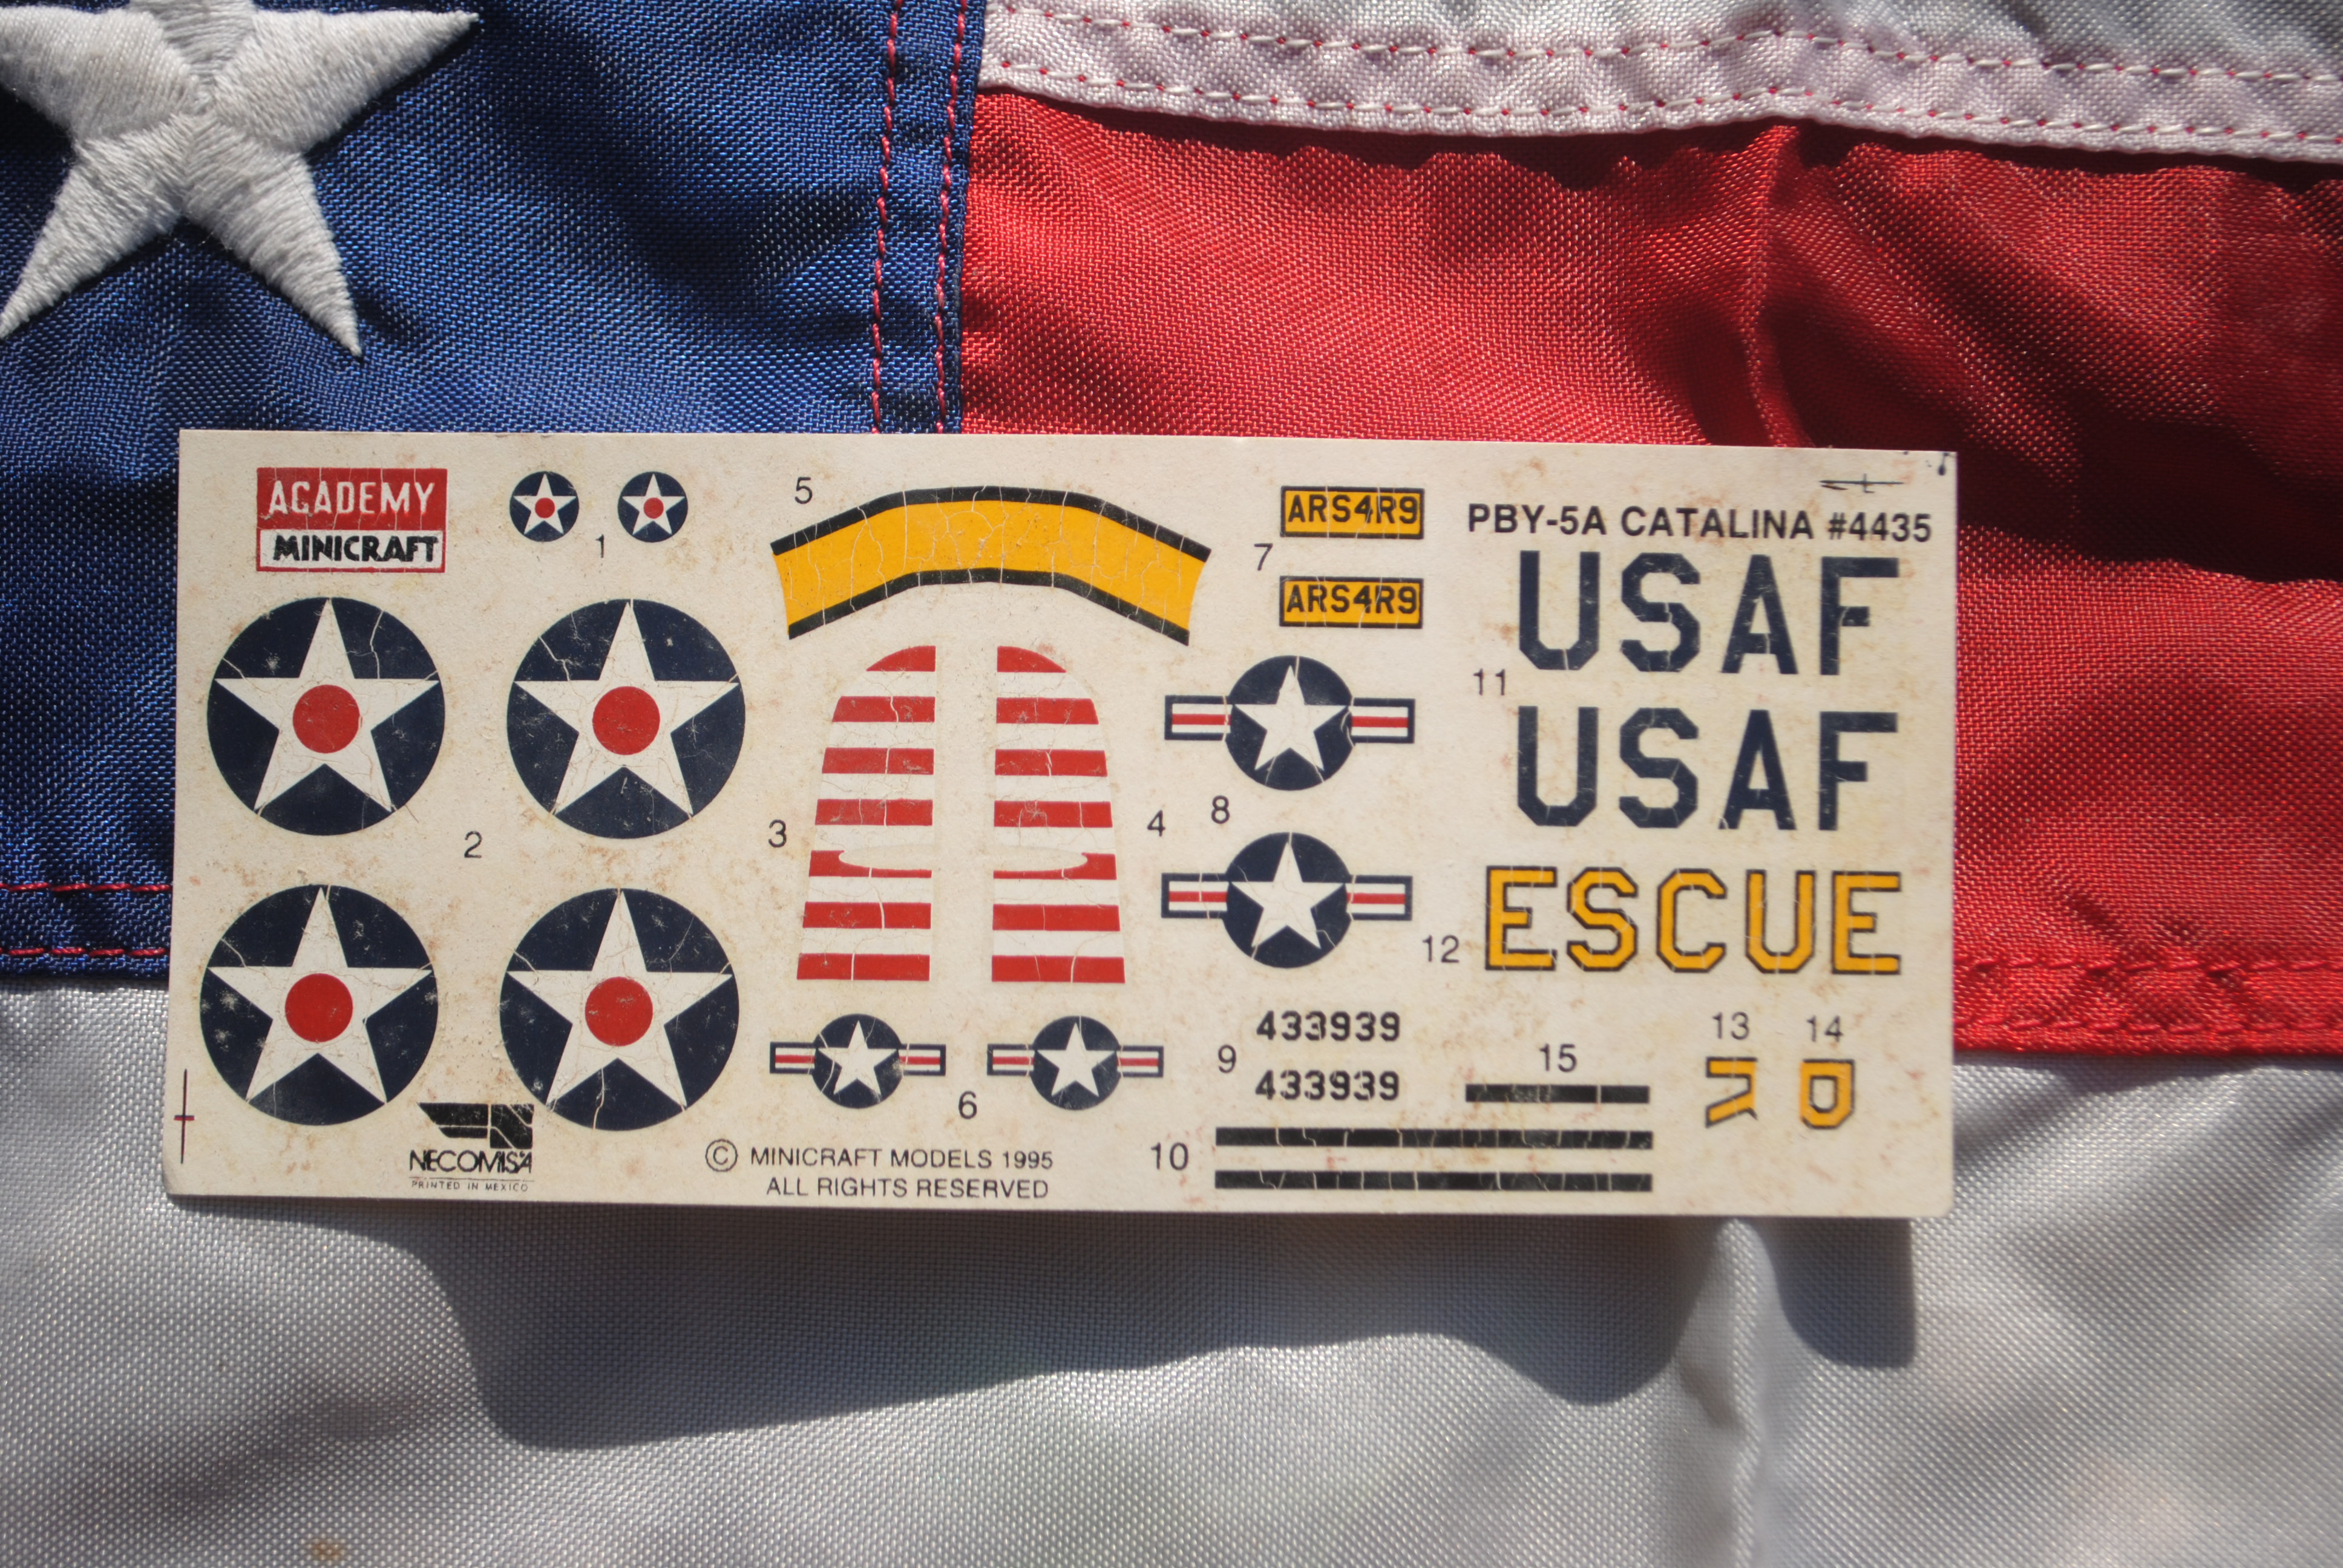 ACADEMY
MINICRAFT
1
2
3
4
5
6
7
ARS4R9
ARS4R9
PBY-5A CATALINA #4435
11
USAF
USAF
8
12
ESCUE
9
433939
433939
15
13
14
R
D
10
NECOMISA
PRINTED IN MEXICO
© MINICRAFT MODELS 1995
ALL RIGHTS RESERVED